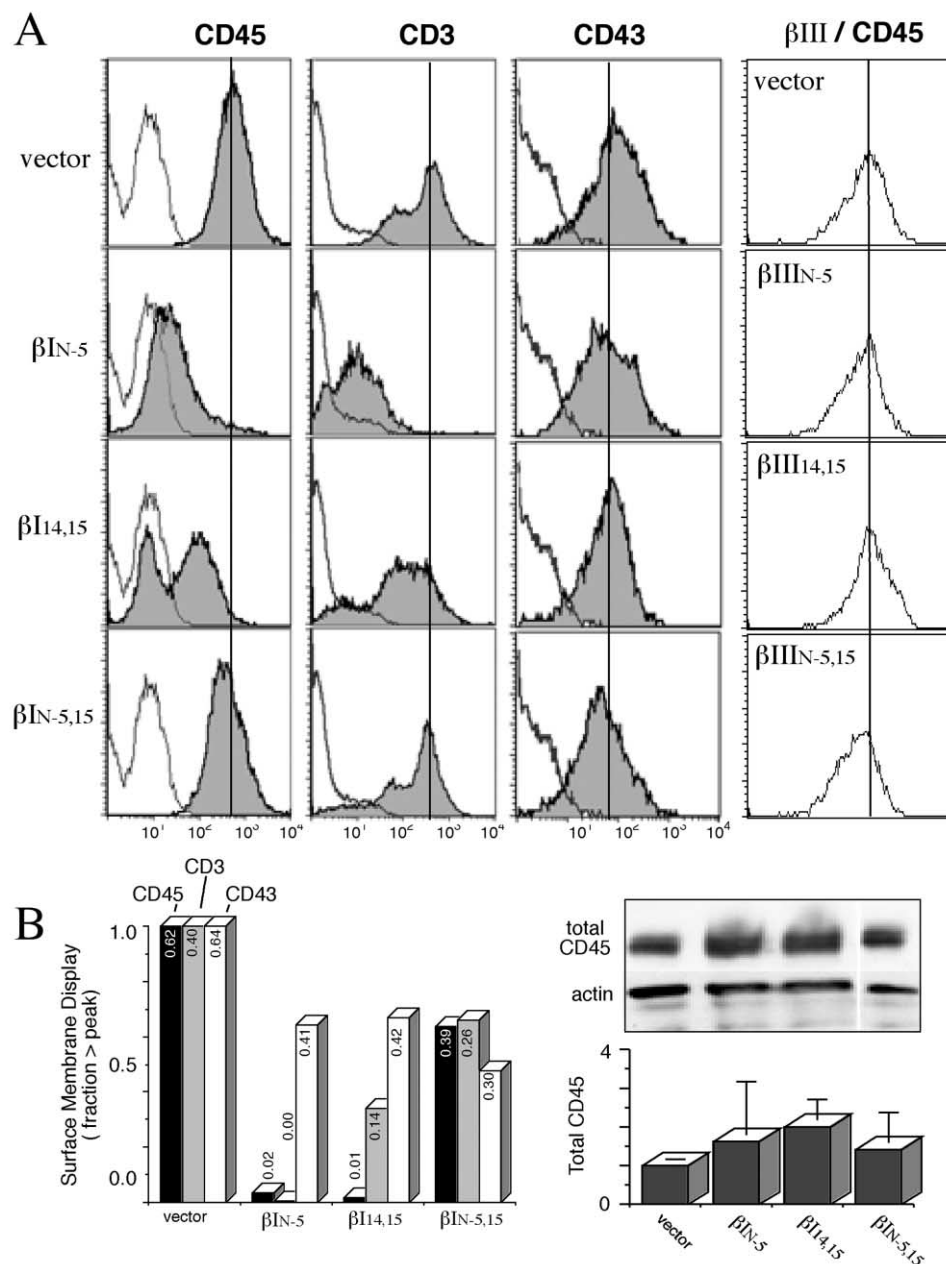 A
CD45 CD3 CD43 βIII / CD45
vector vector
βIN-5 βIIIN-5
βI14,15 βIII14,15
βIN-5,15 βIIIN-5,15
10¹ 10² 10³ 10⁴ 10¹ 10² 10³ 10⁴ 10¹ 10² 10³ 10⁴
B
CD45 CD3 CD43
Surface Membrane Display
( fraction > peak)
1.0
0.5
0.0
0.62 0.40 0.64
0.02 0.00 0.41
0.01 0.14 0.42
0.39 0.26 0.30
vector βIN-5 βI14,15 βIN-5,15
total
CD45
actin
Total CD45
4
2
0
vector βIN-5 βI14,15 βIN-5,15